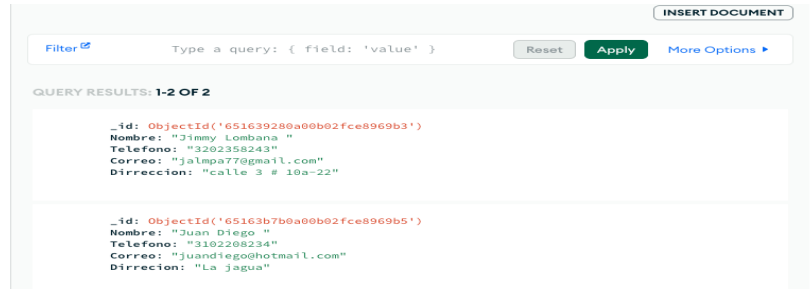 INSERT DOCUMENT
Filter Type a query: { field: 'value' } Reset Apply More Options ▶
QUERY RESULTS: 1-2 OF 2
_id: ObjectId('651639280a00b02fce8969b3')
Nombre: "Jimmy Lombana "
Telefono: "3202358243"
Correo: "jalmpa77@gmail.com"
Dirreccion: "calle 3 # 10a-22"
_id: ObjectId('65163b7b0a00b02fce8969b5')
Nombre: "Juan Diego "
Telefono: "3102208234"
Correo: "juandiego@hotmail.com"
Dirrecion: "La jagua"